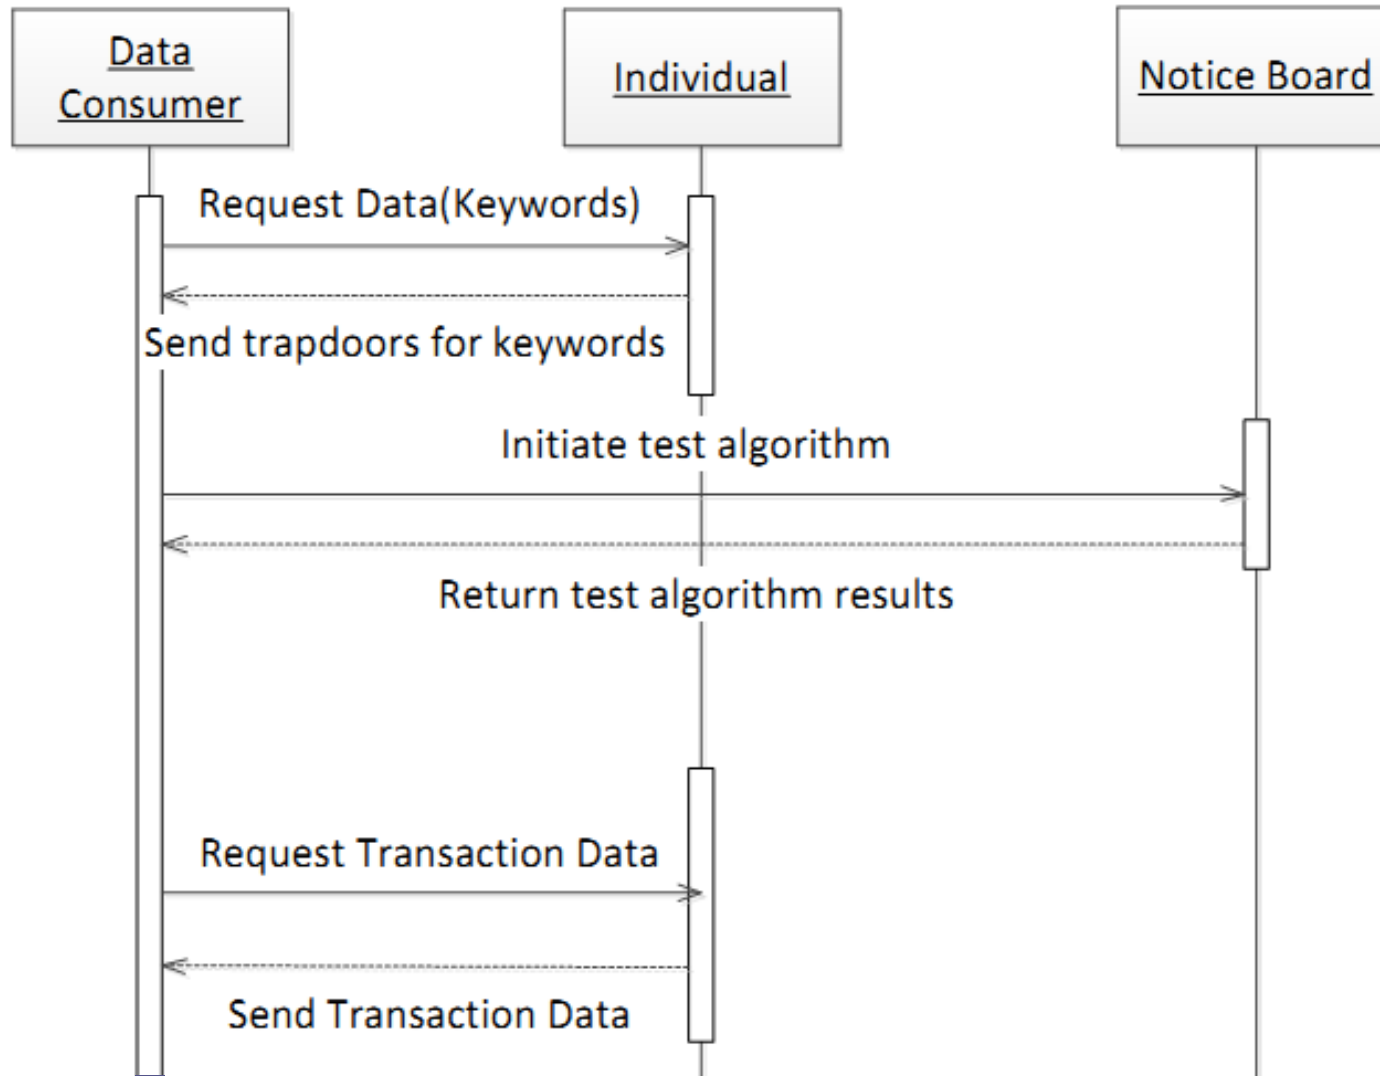 Data
Consumer
Individual
Notice Board
Request Data(Keywords)
Send trapdoors for keywords
Initiate test algorithm
Return test algorithm results
Request Transaction Data
Send Transaction Data